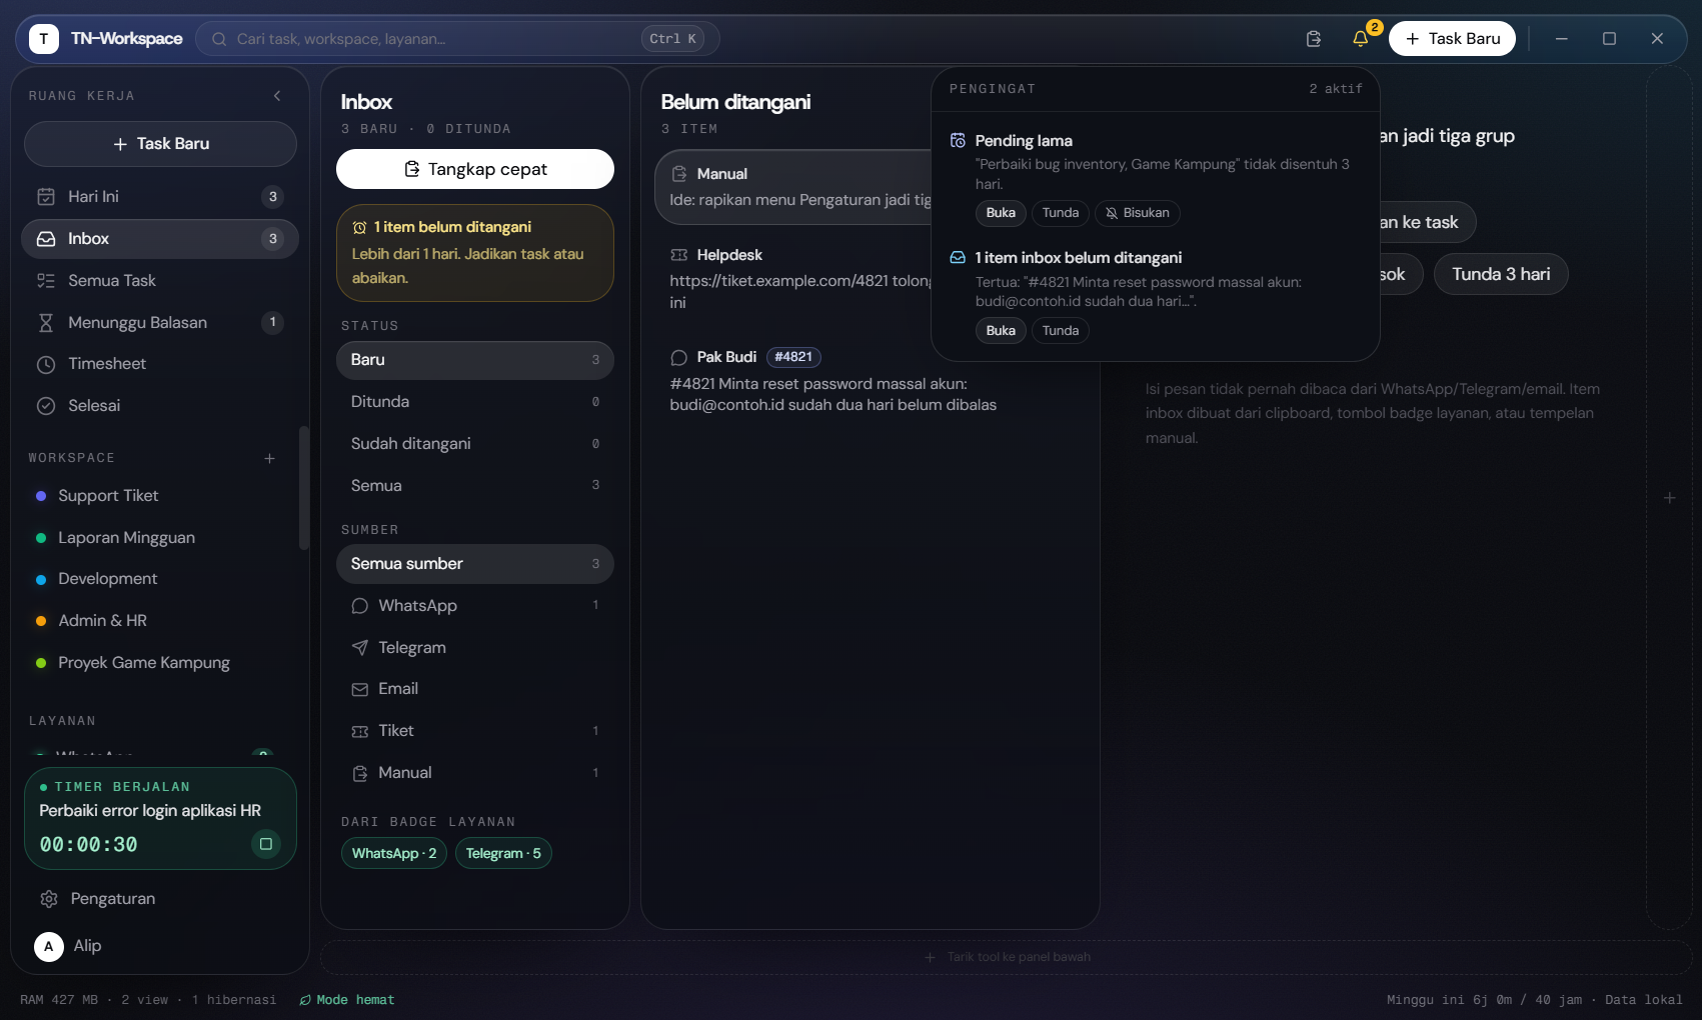 T
TN-Workspace
Cari task, workspace, layanan...
Ctrl K
2
Task Baru
RUANG KERJA
Task Baru
Hari Ini 3
Inbox 3
Semua Task
Menunggu Balasan 1
Timesheet
Selesai
WORKSPACE
Support Tiket
Laporan Mingguan
Development
Admin & HR
Proyek Game Kampung
LAYANAN
WhatsApp
TIMER BERJALAN
Perbaiki error login aplikasi HR
00:00:30
Pengaturan
A Alip
Inbox
3 BARU · 0 DITUNDA
Tangkap cepat
1 item belum ditangani
Lebih dari 1 hari. Jadikan task atau
abaikan.
STATUS
Baru 3
Ditunda 0
Sudah ditangani 0
Semua 3
SUMBER
Semua sumber 3
WhatsApp 1
Telegram
Email
Tiket 1
Manual 1
DARI BADGE LAYANAN
WhatsApp · 2
Telegram · 5
Belum ditangani
3 ITEM
Manual
Ide: rapikan menu Pengaturan jadi tig
Helpdesk
https://tiket.example.com/4821 tolong
ini
Pak Budi #4821
#4821 Minta reset password massal akun:
budi@contoh.id sudah dua hari belum dibalas
PENGINGAT 2 aktif
Pending lama
"Perbaiki bug inventory, Game Kampung" tidak disentuh 3
hari.
Buka Tunda Bisukan
1 item inbox belum ditangani
Tertua: "#4821 Minta reset password massal akun:
budi@contoh.id sudah dua hari…".
Buka Tunda
an jadi tiga grup
an ke task
sok Tunda 3 hari
Isi pesan tidak pernah dibaca dari WhatsApp/Telegram/email. Item
inbox dibuat dari clipboard, tombol badge layanan, atau tempelan
manual.
Tarik tool ke panel bawah
RAM 427 MB · 2 view · 1 hibernasi
Mode hemat
Minggu ini 6j 0m / 40 jam · Data lokal